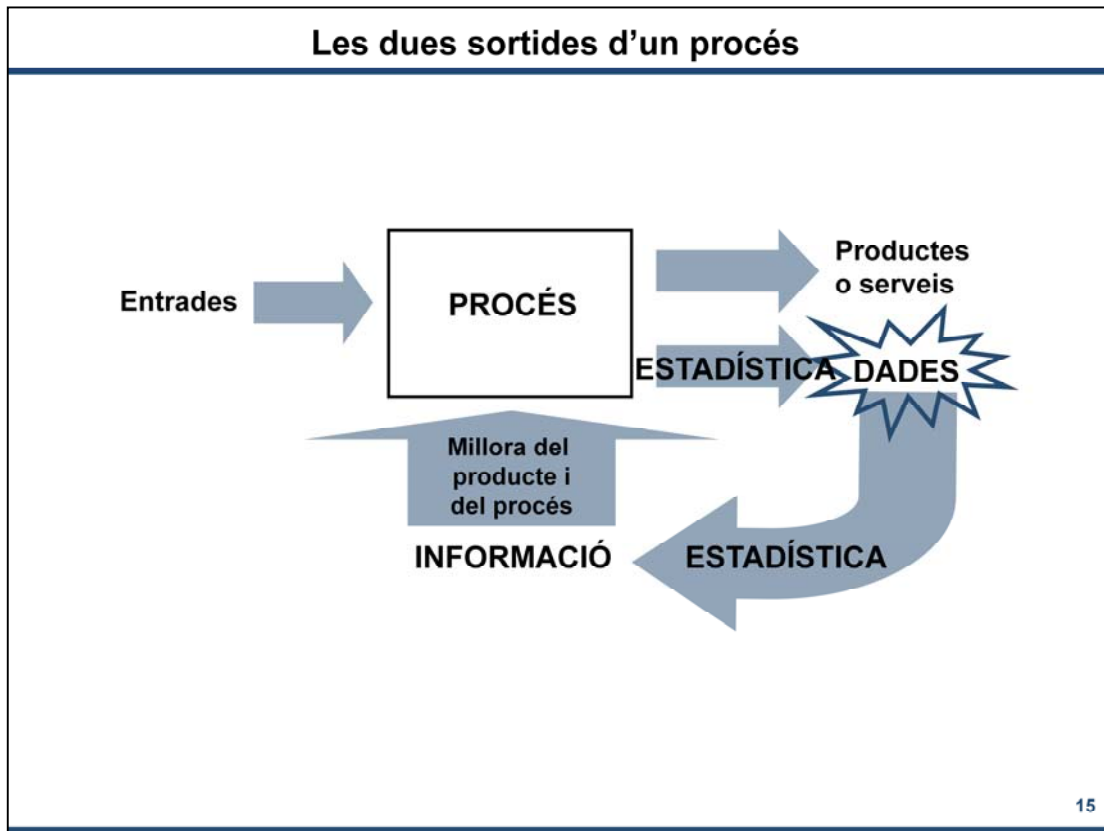 Les dues sortides d’un procés
Entrades
PROCÉS
Productes
o serveis
ESTADÍSTICA
DADES
Millora del
producte i
del procés
INFORMACIÓ
ESTADÍSTICA
15